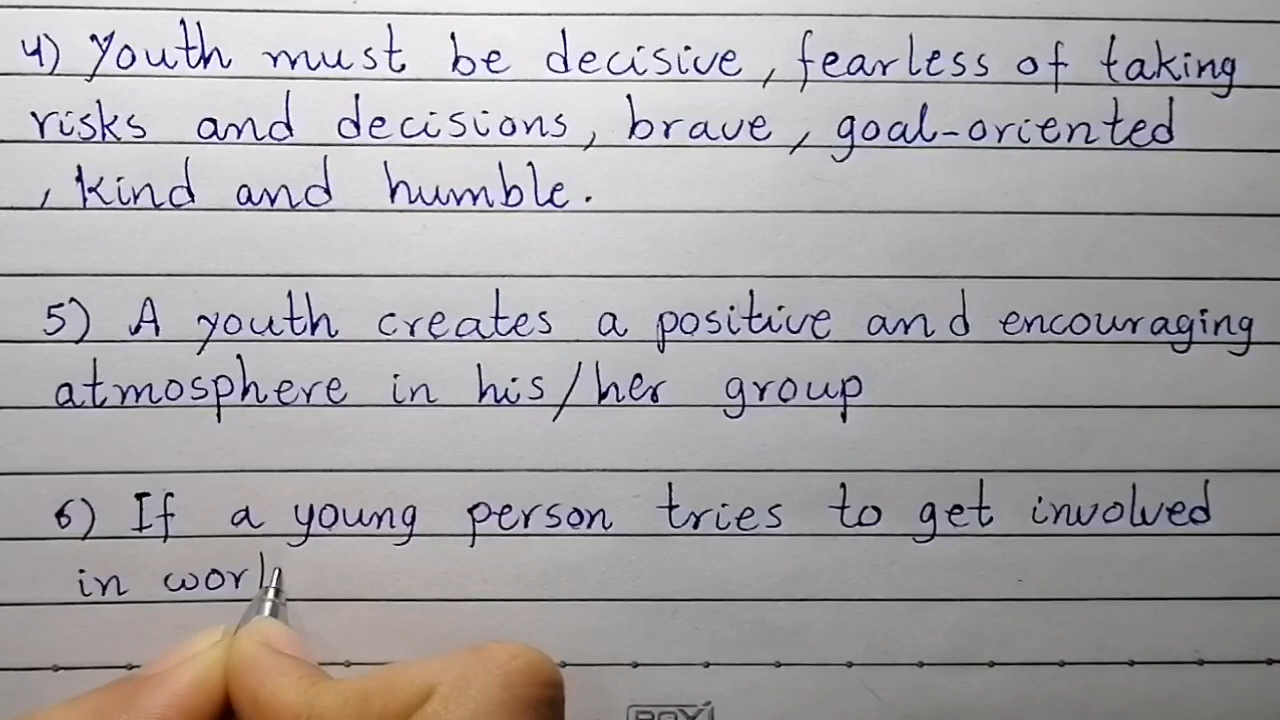 4) Youth must be decisive, fearless of taking
risks and decisions, brave, goal-oriented
, kind and humble.
5) A youth creates a positive and encouraging
atmosphere in his/her group
6) If a young person tries to get involved
in work